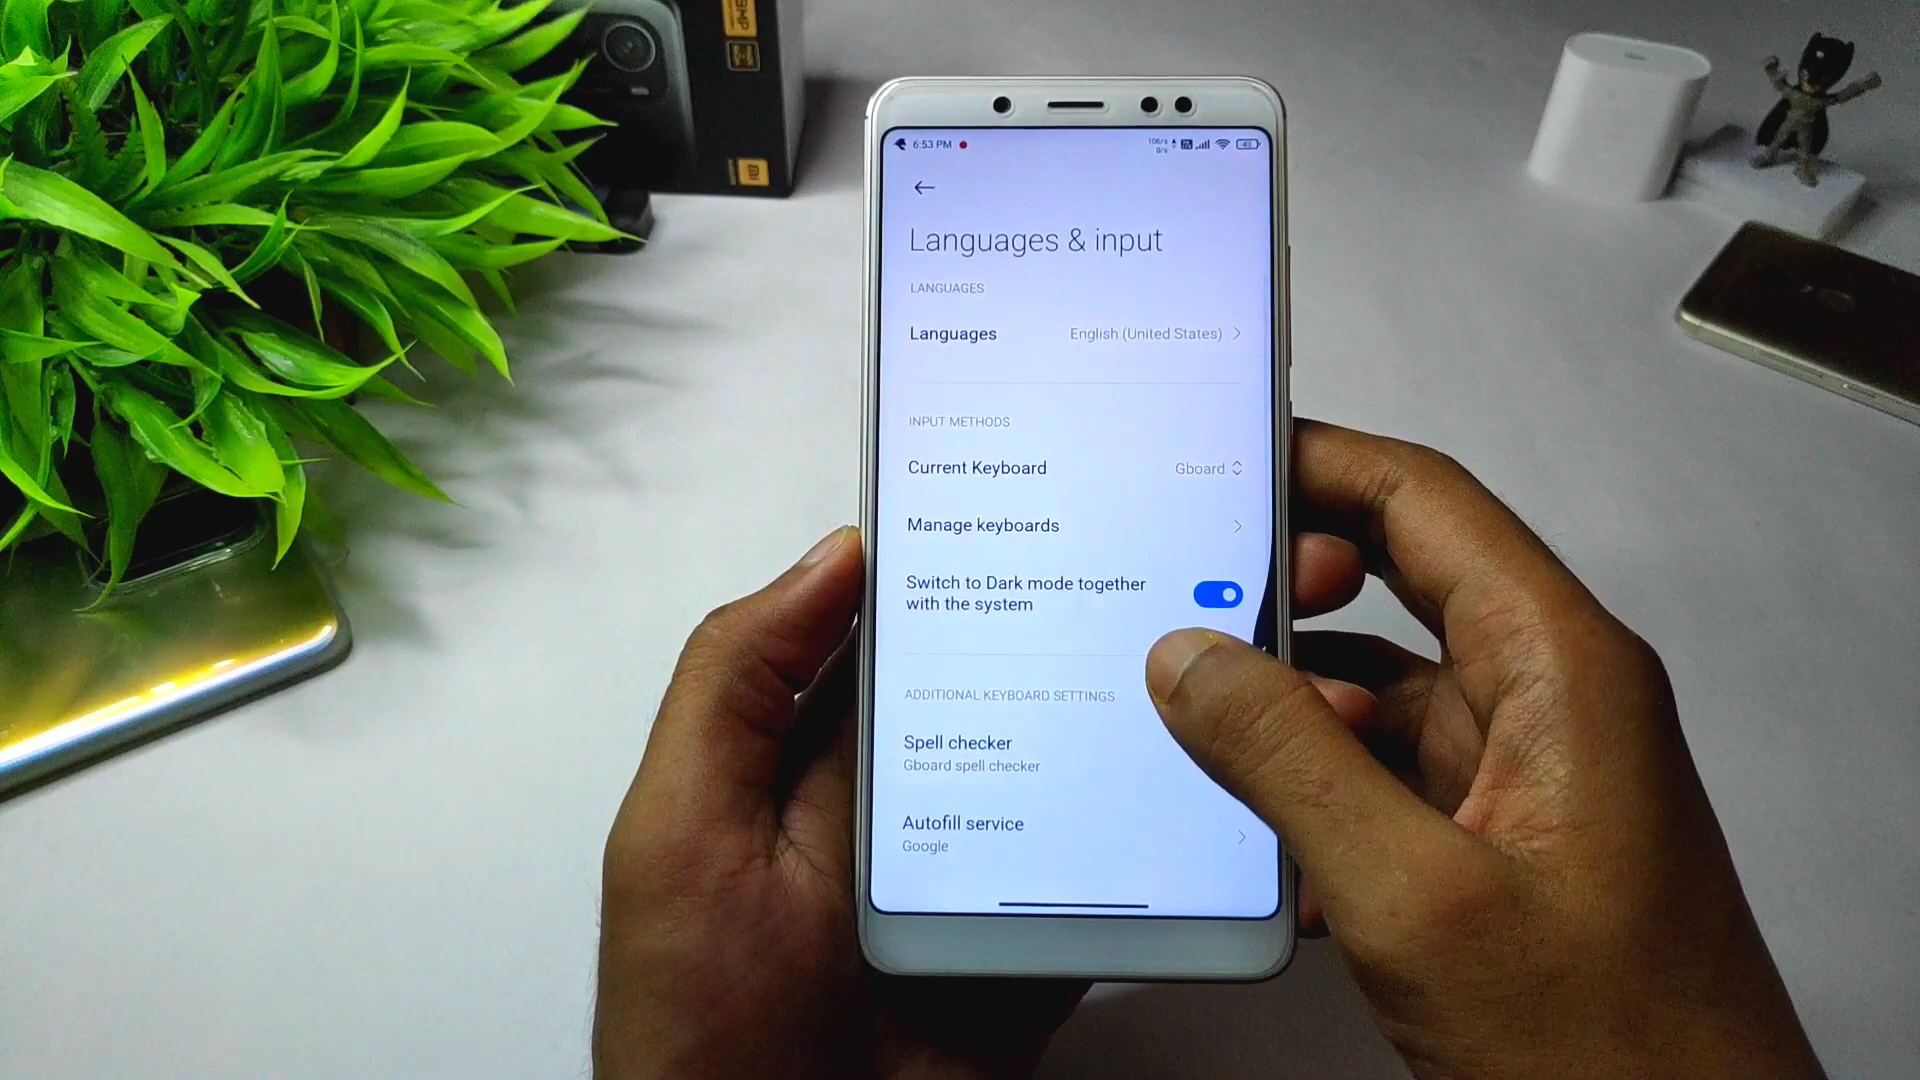 6:53 PM
Languages & input
LANGUAGES
Languages
English (United States)
INPUT METHODS
Current Keyboard
Gboard
Manage keyboards
Switch to Dark mode together
with the system
ADDITIONAL KEYBOARD SETTINGS
Spell checker
Gboard spell checker
Autofill service
Google